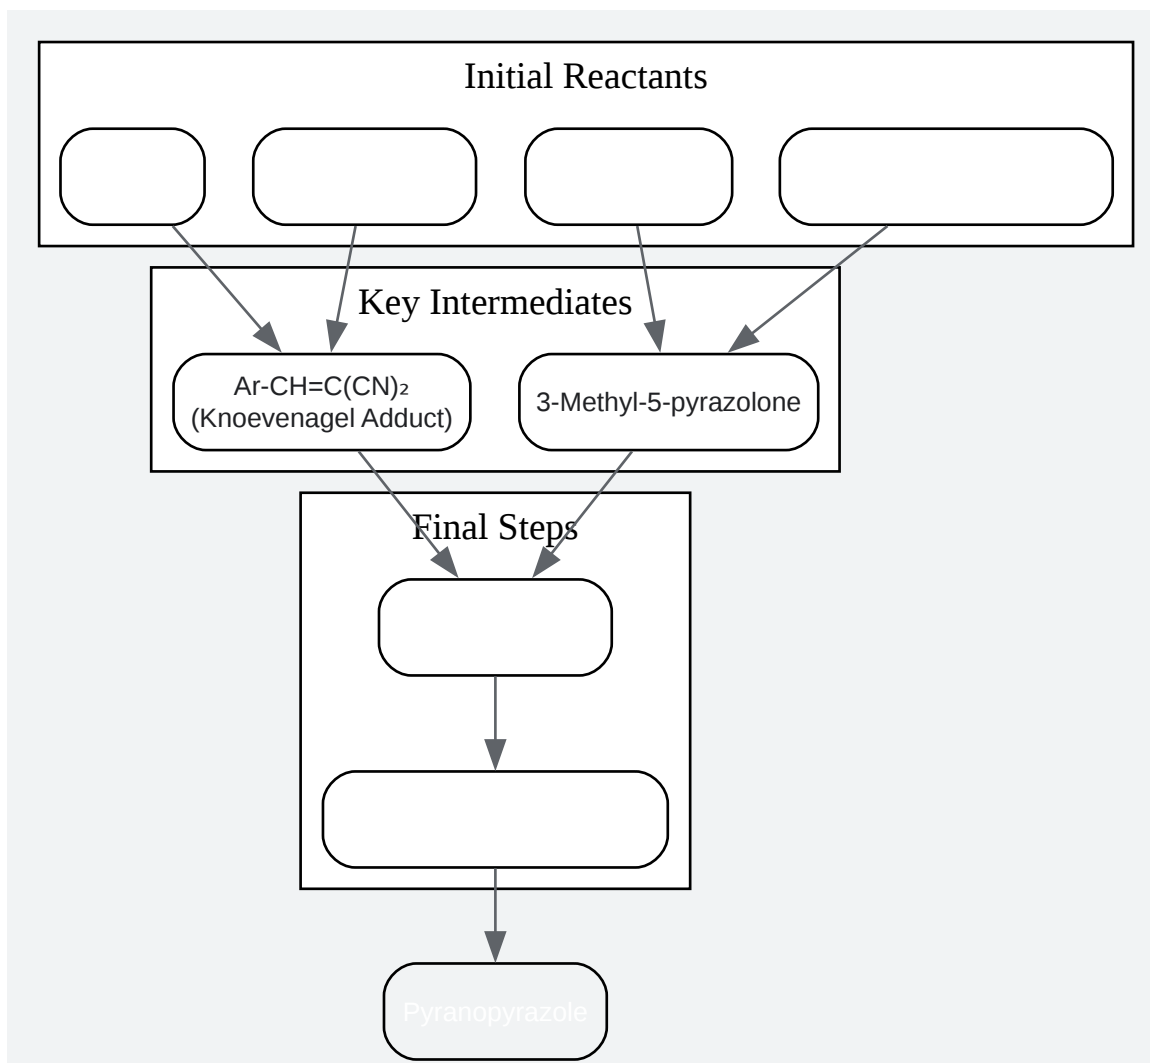 Initial Reactants
Key Intermediates
Ar-CH=C(CN)₂
(Knoevenagel Adduct)
3-Methyl-5-pyrazolone
Final Steps
Pyranopyrazole